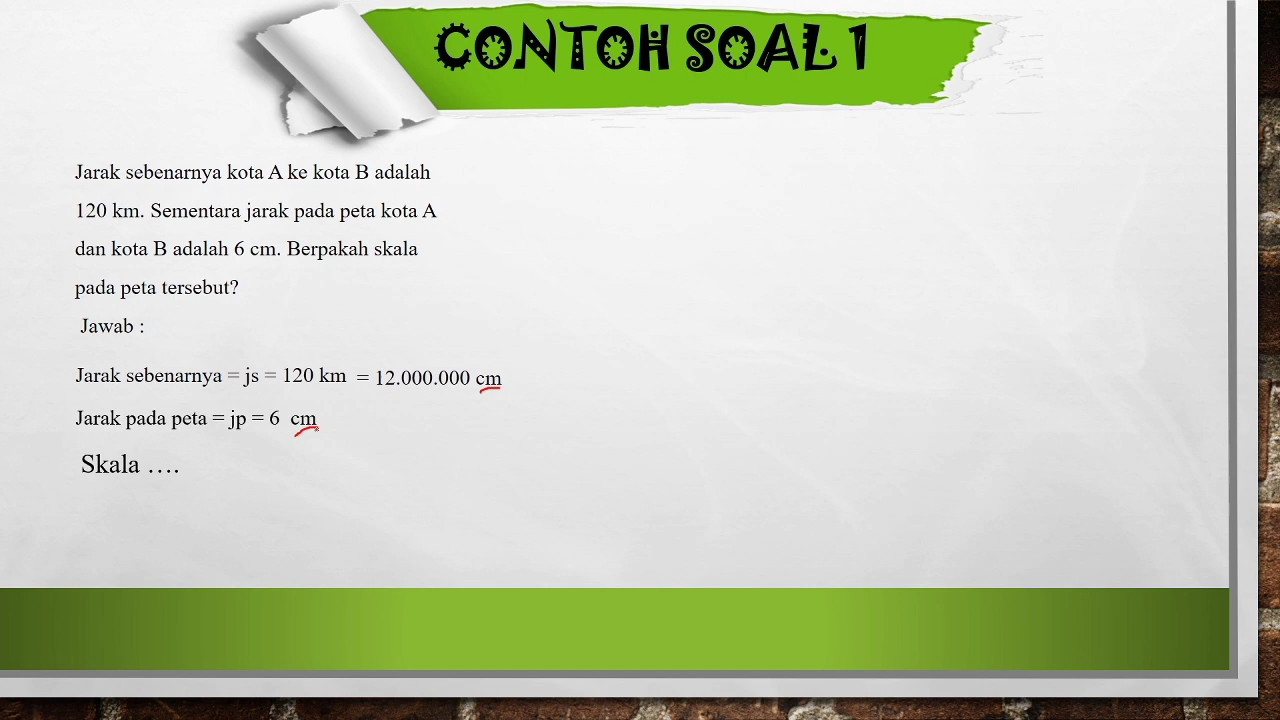 CONTOH SOAL 1
Jarak sebenarnya kota A ke kota B adalah
120 km. Sementara jarak pada peta kota A
dan kota B adalah 6 cm. Berpakah skala
pada peta tersebut?
Jawab :
Jarak sebenarnya = js = 120 km = 12.000.000 cm
Jarak pada peta = jp = 6 cm
Skala ....